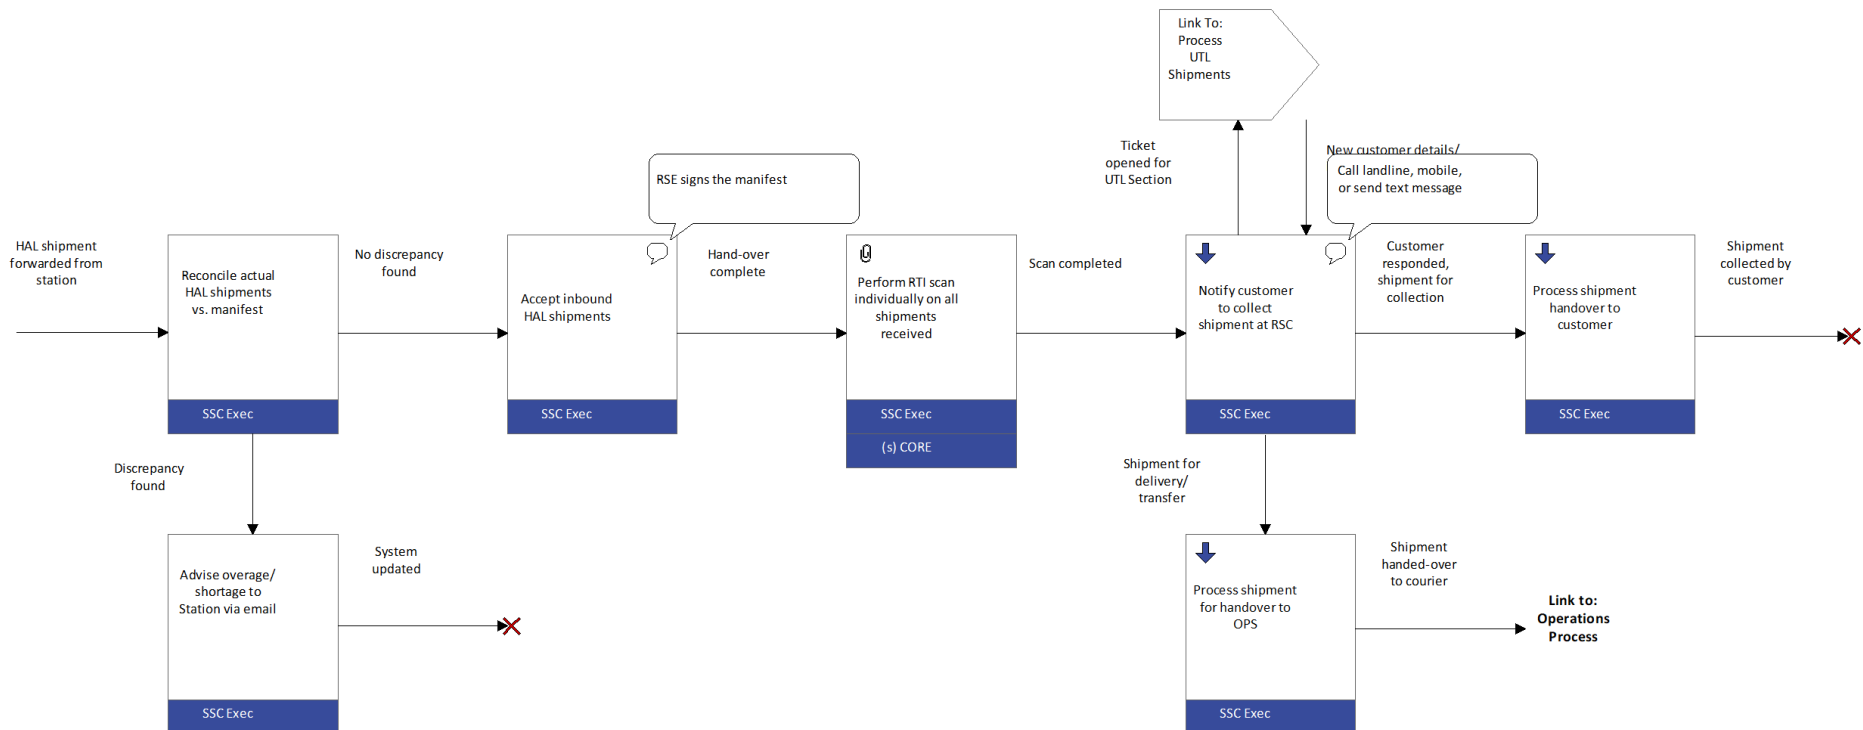 Link To:
Process
UTL
Shipments
Ticket
opened for
UTL Section
New customer details/
RSE signs the manifest
Call landline, mobile,
or send text message
HAL shipment
forwarded from
station
Reconcile actual
HAL shipments
vs. manifest
SSC Exec
No discrepancy
found
Accept inbound
HAL shipments
SSC Exec
Hand-over
complete
Perform RTI scan
individually on all
shipments
received
SSC Exec
(s) CORE
Scan completed
Notify customer
to collect
shipment at RSC
SSC Exec
Customer
responded,
shipment for
collection
Process shipment
handover to
customer
SSC Exec
Shipment
collected by
customer
Discrepancy
found
Advise overage/
shortage to
Station via email
SSC Exec
System
updated
Shipment for
delivery/
transfer
Process shipment
for handover to
OPS
SSC Exec
Shipment
handed-over
to courier
Link to:
Operations
Process